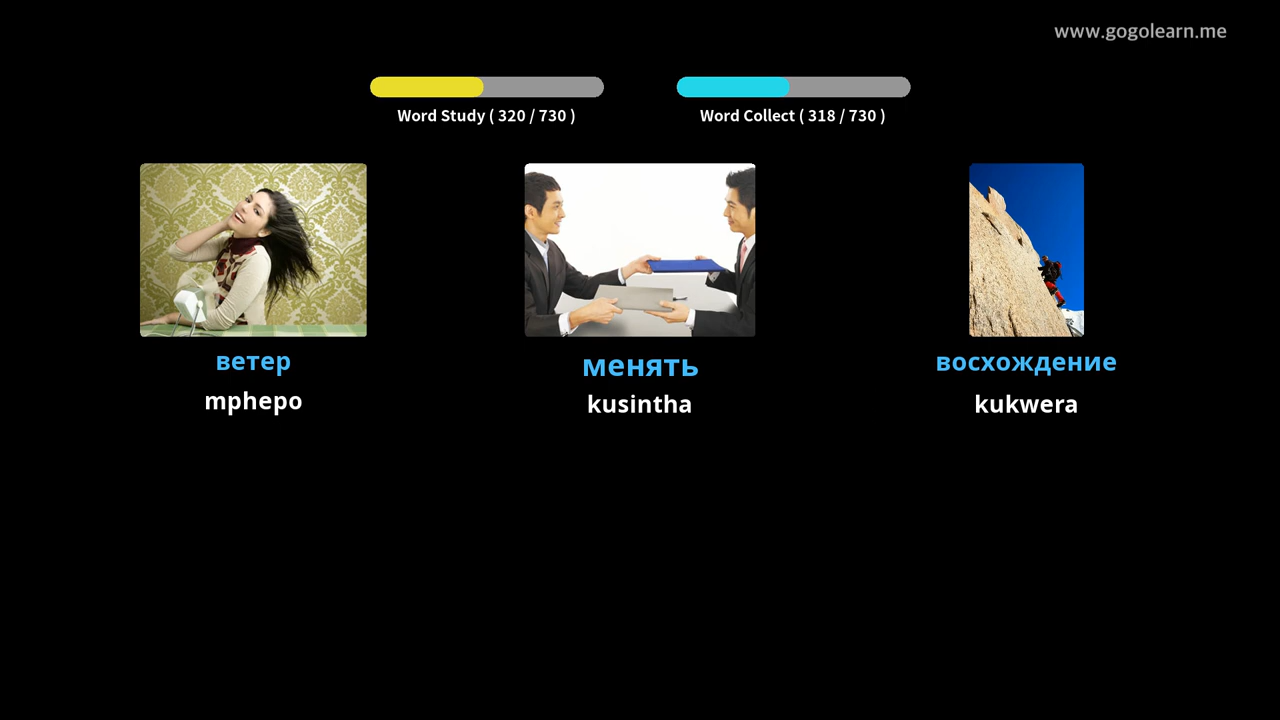 www.gogolearn.me
Word Study ( 320 / 730 )
Word Collect ( 318 / 730 )
ветер
mphepo
менять
kusintha
восхождение
kukwera